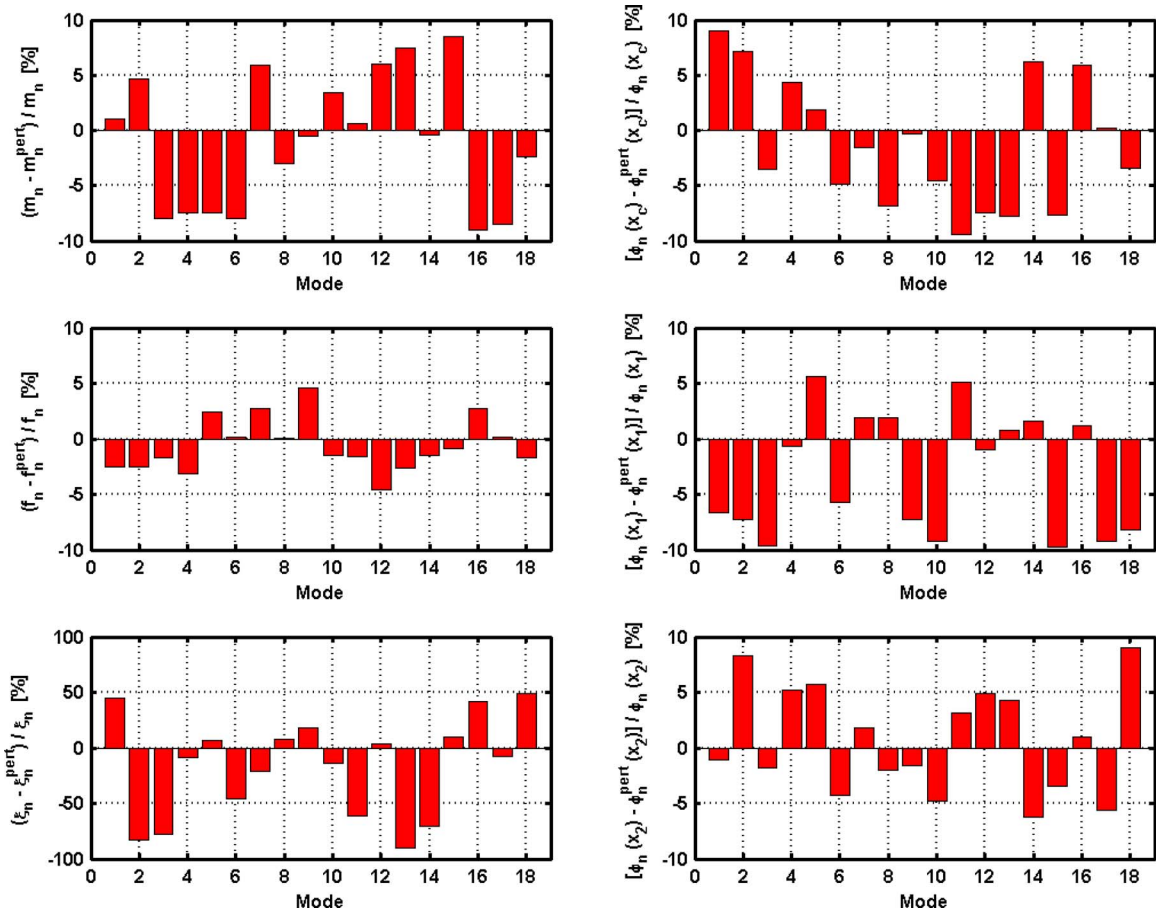 (m_n - m_n^pert) / m_n [%]
10
5
0
-5
-10
0 2 4 6 8 10 12 14 16 18
Mode
[ϕ_n (x_c) - ϕ_n^pert (x_c)] / ϕ_n (x_c) [%]
10
5
0
-5
-10
0 2 4 6 8 10 12 14 16 18
Mode
(f_n - f_n^pert) / f_n [%]
10
5
0
-5
-10
0 2 4 6 8 10 12 14 16 18
Mode
[ϕ_n (x_1) - ϕ_n^pert (x_1)] / ϕ_n (x_1) [%]
10
5
0
-5
-10
0 2 4 6 8 10 12 14 16 18
Mode
(ξ_n - ξ_n^pert) / ξ_n [%]
100
50
0
-50
-100
0 2 4 6 8 10 12 14 16 18
Mode
[ϕ_n (x_2) - ϕ_n^pert (x_2)] / ϕ_n (x_2) [%]
10
5
0
-5
-10
0 2 4 6 8 10 12 14 16 18
Mode